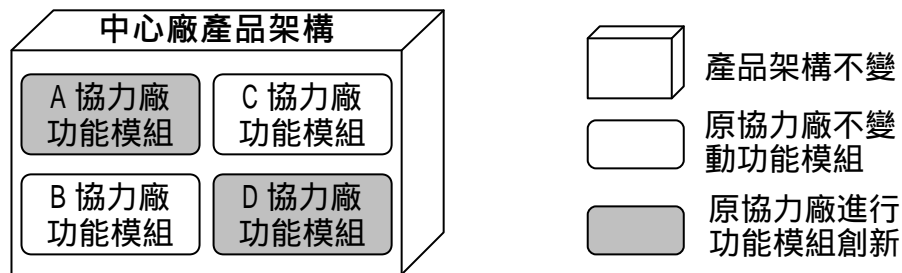 中心廠產品架構
A 協力廠
功能模組
C 協力廠
功能模組
B 協力廠
功能模組
D 協力廠
功能模組
產品架構不變
原協力廠不變
動功能模組
原協力廠進行
功能模組創新